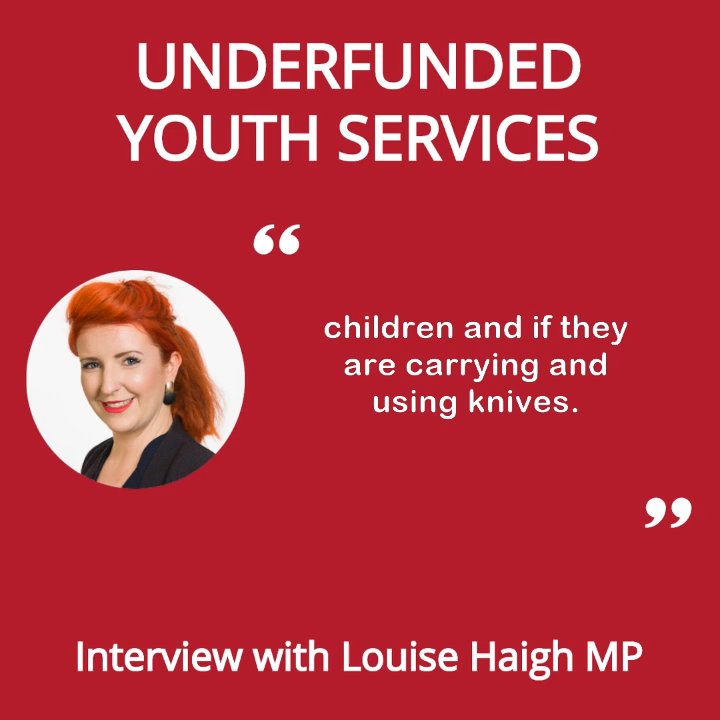 UNDERFUNDED
YOUTH SERVICES
“
children and if they
are carrying and
using knives.
”
Interview with Louise Haigh MP